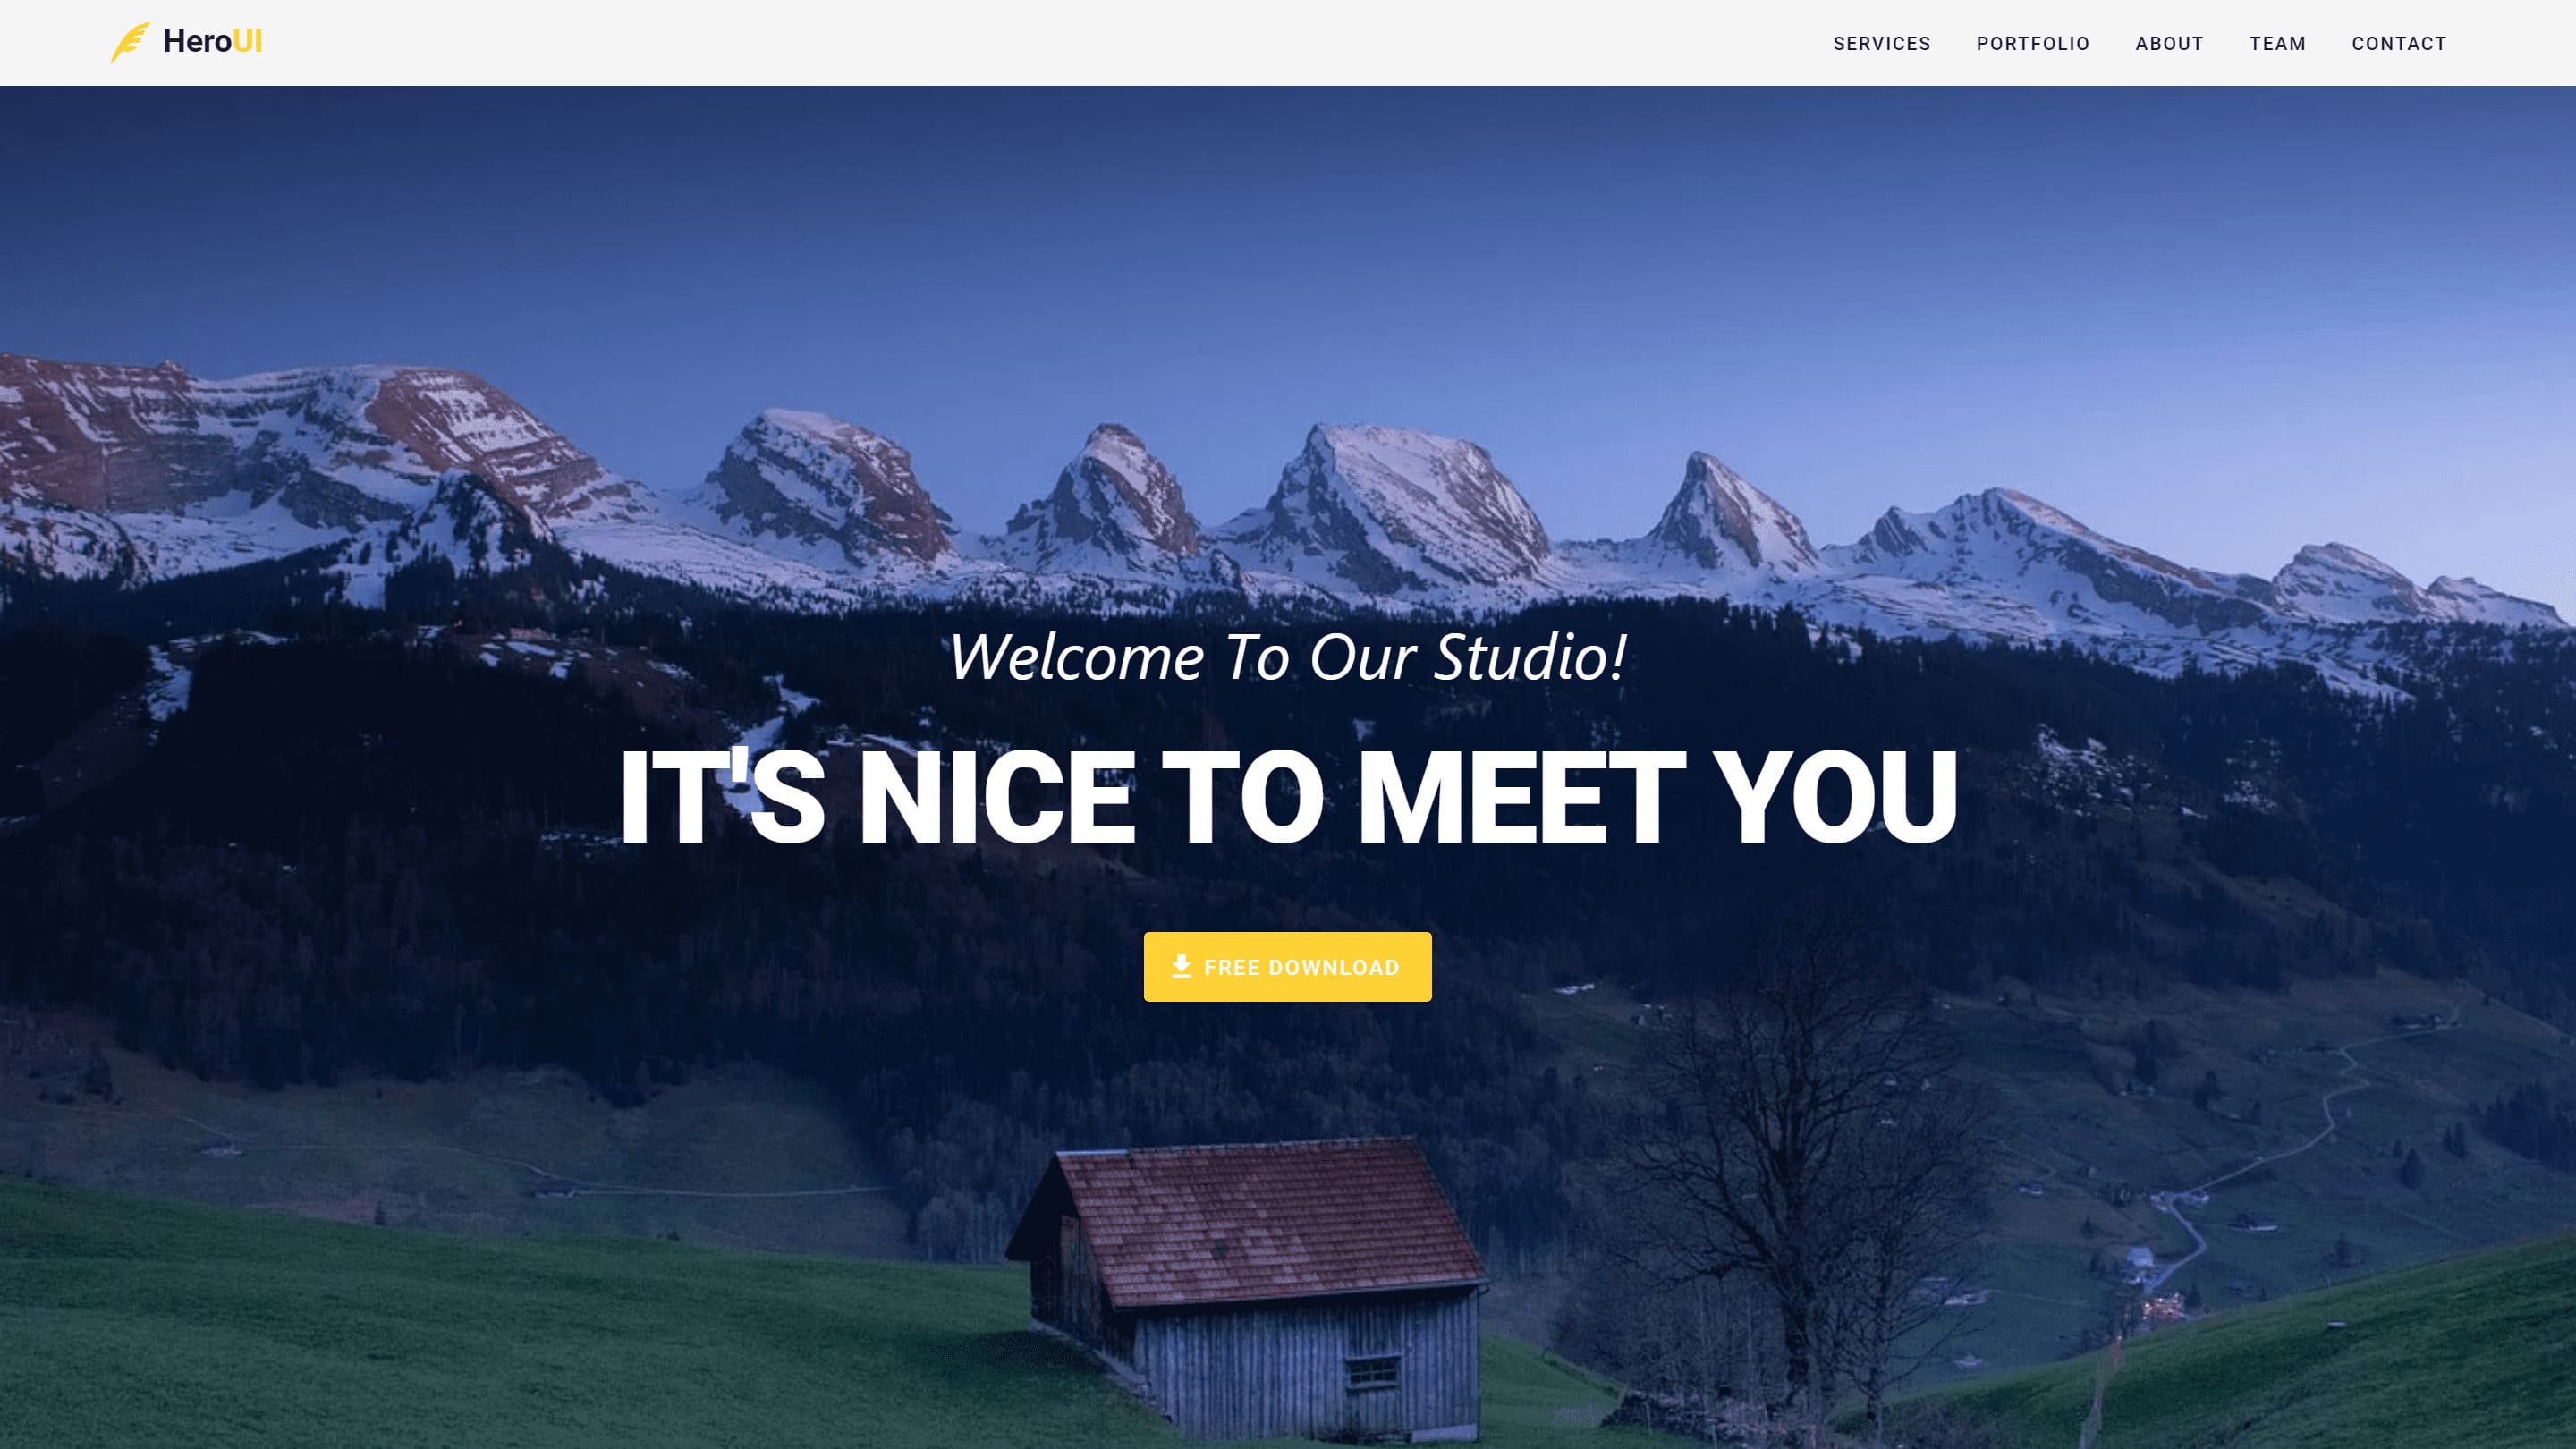 HeroUI
SERVICES PORTFOLIO ABOUT TEAM CONTACT
Welcome To Our Studio!
IT'S NICE TO MEET YOU
FREE DOWNLOAD